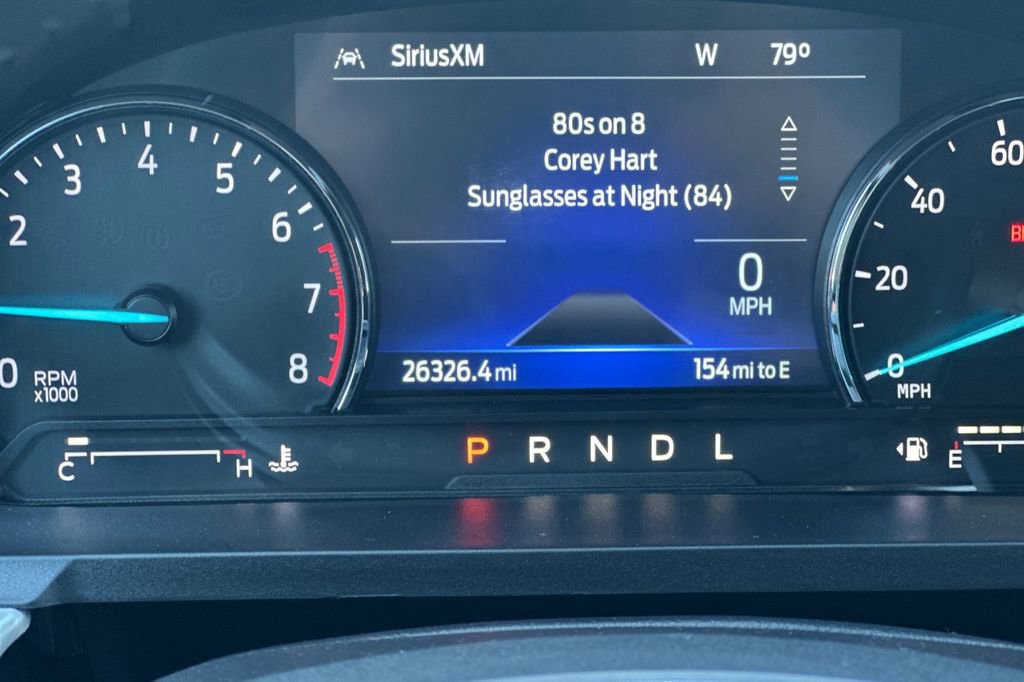 SiriusXM W 79°
80s on 8
Corey Hart
Sunglasses at Night (84)
0
MPH
26326.4 mi 154 mi to E
0 2 3 4 5 6 7 8
RPM
x1000
0 20 40 60
MPH
C H
P R N D L
E